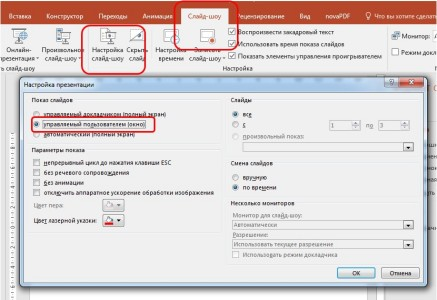 Вставка Конструктор Переходы Анимация Слайд-шоу Рецензирование Вид novaPDF Что вы хотите сдела
Онлайн-презентация Произвольное слайд-шоу Настройка слайд-шоу Скрыть слайд Настройка времени слайд-шоу
ь слайд-шоу
Воспроизвести закадровый текст
Использовать время показа слайдов
Показать элементы управления проигрывателем
Настройка
Монитор:
Режим докл
Настройка презентации
Показ слайдов
управляемый докладчиком (полный экран)
управляемый пользователем (окно)
автоматический (полный экран)
Параметры показа
непрерывный цикл до нажатия клавиши ESC
без речевого сопровождения
без анимации
отключить аппаратное ускорение обработки изображения
Цвет пера:
Цвет лазерной указки:
Слайды
все
с 1 по 3
произвольный показ:
Смена слайдов
вручную
по времени
Несколько мониторов
Монитор для слайд-шоу:
Автоматически
Разрешение:
Использовать текущее разрешение
Использовать режим докладчика
ОК Отмена